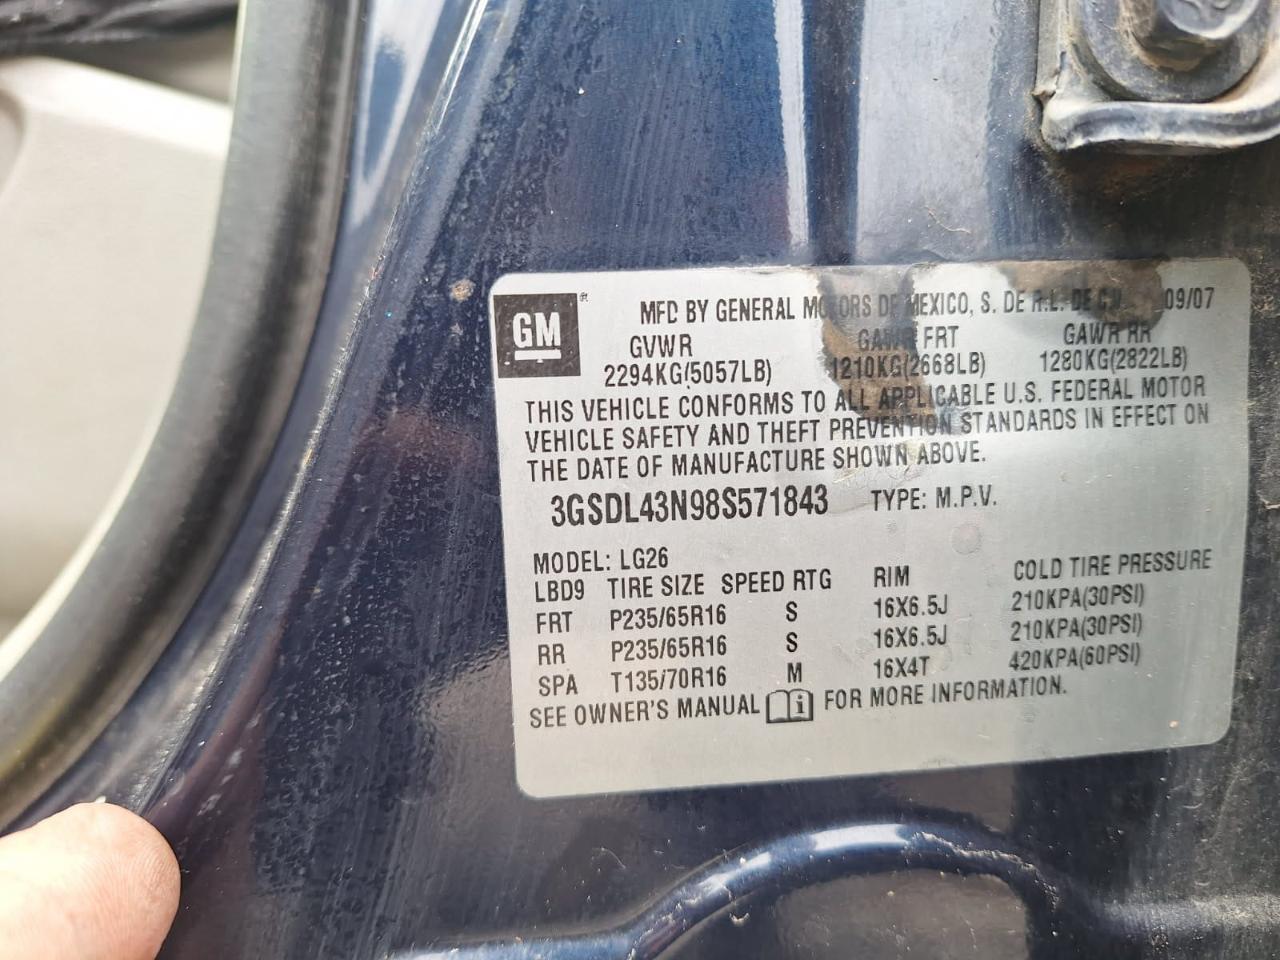 GM ® MFD BY GENERAL MOTORS DE MEXICO, S. DE R.L. DE C.V. 09/07
GVWR GAWR FRT GAWR RR
2294KG(5057LB) 1210KG(2668LB) 1280KG(2822LB)
THIS VEHICLE CONFORMS TO ALL APPLICABLE U.S. FEDERAL MOTOR
VEHICLE SAFETY AND THEFT PREVENTION STANDARDS IN EFFECT ON
THE DATE OF MANUFACTURE SHOWN ABOVE.
3GSDL43N98S571843 TYPE: M.P.V.
MODEL: LG26
LBD9 TIRE SIZE SPEED RTG RIM COLD TIRE PRESSURE
FRT P235/65R16 S 16X6.5J 210KPA(30PSI)
RR P235/65R16 S 16X6.5J 210KPA(30PSI)
SPA T135/70R16 M 16X4T 420KPA(60PSI)
SEE OWNER'S MANUAL i FOR MORE INFORMATION.